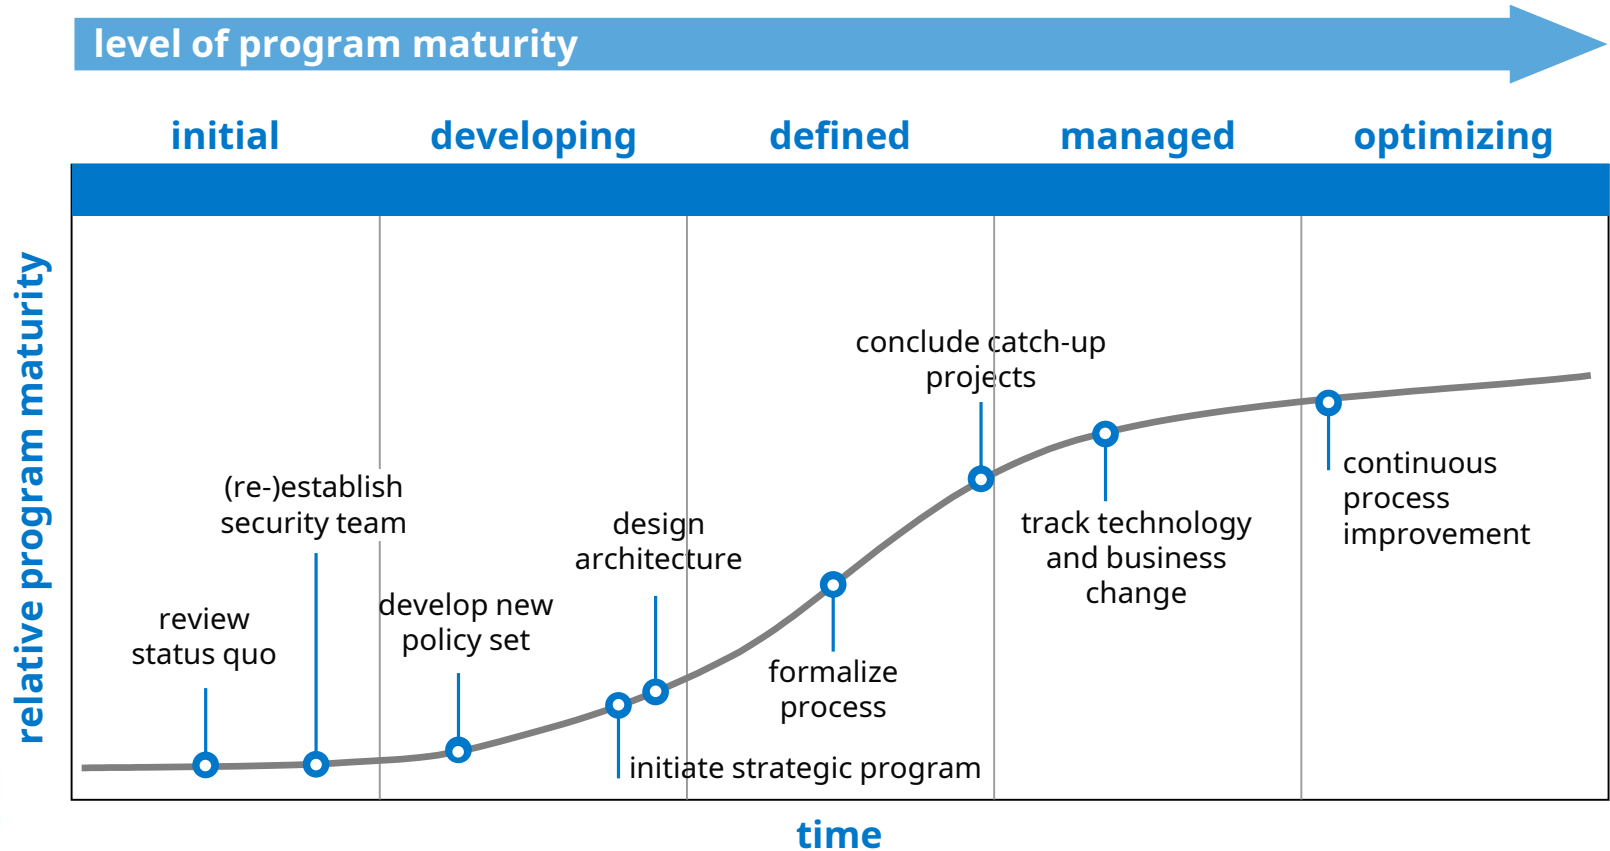 level of program maturity
initial
developing
defined
managed
optimizing
relative program maturity
review
status quo
(re-)establish
security team
develop new
policy set
initiate strategic program
design
architecture
formalize
process
conclude catch-up
projects
track technology
and business
change
continuous
process
improvement
time